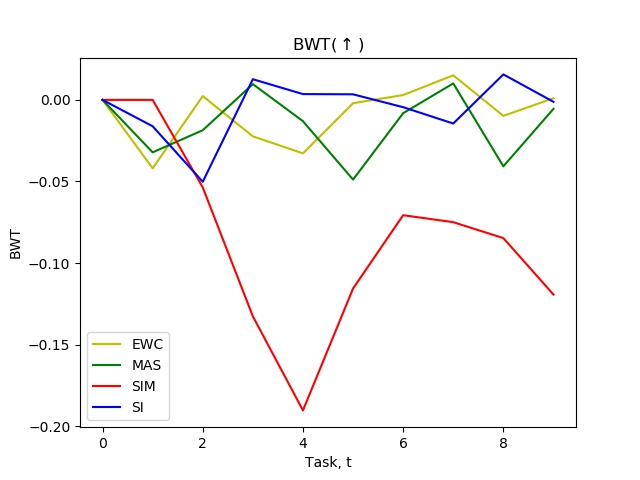 BWT(↑)
0.00
−0.05
−0.10
−0.15
−0.20
BWT
EWC
MAS
SIM
SI
0 2 4 6 8
Task, t